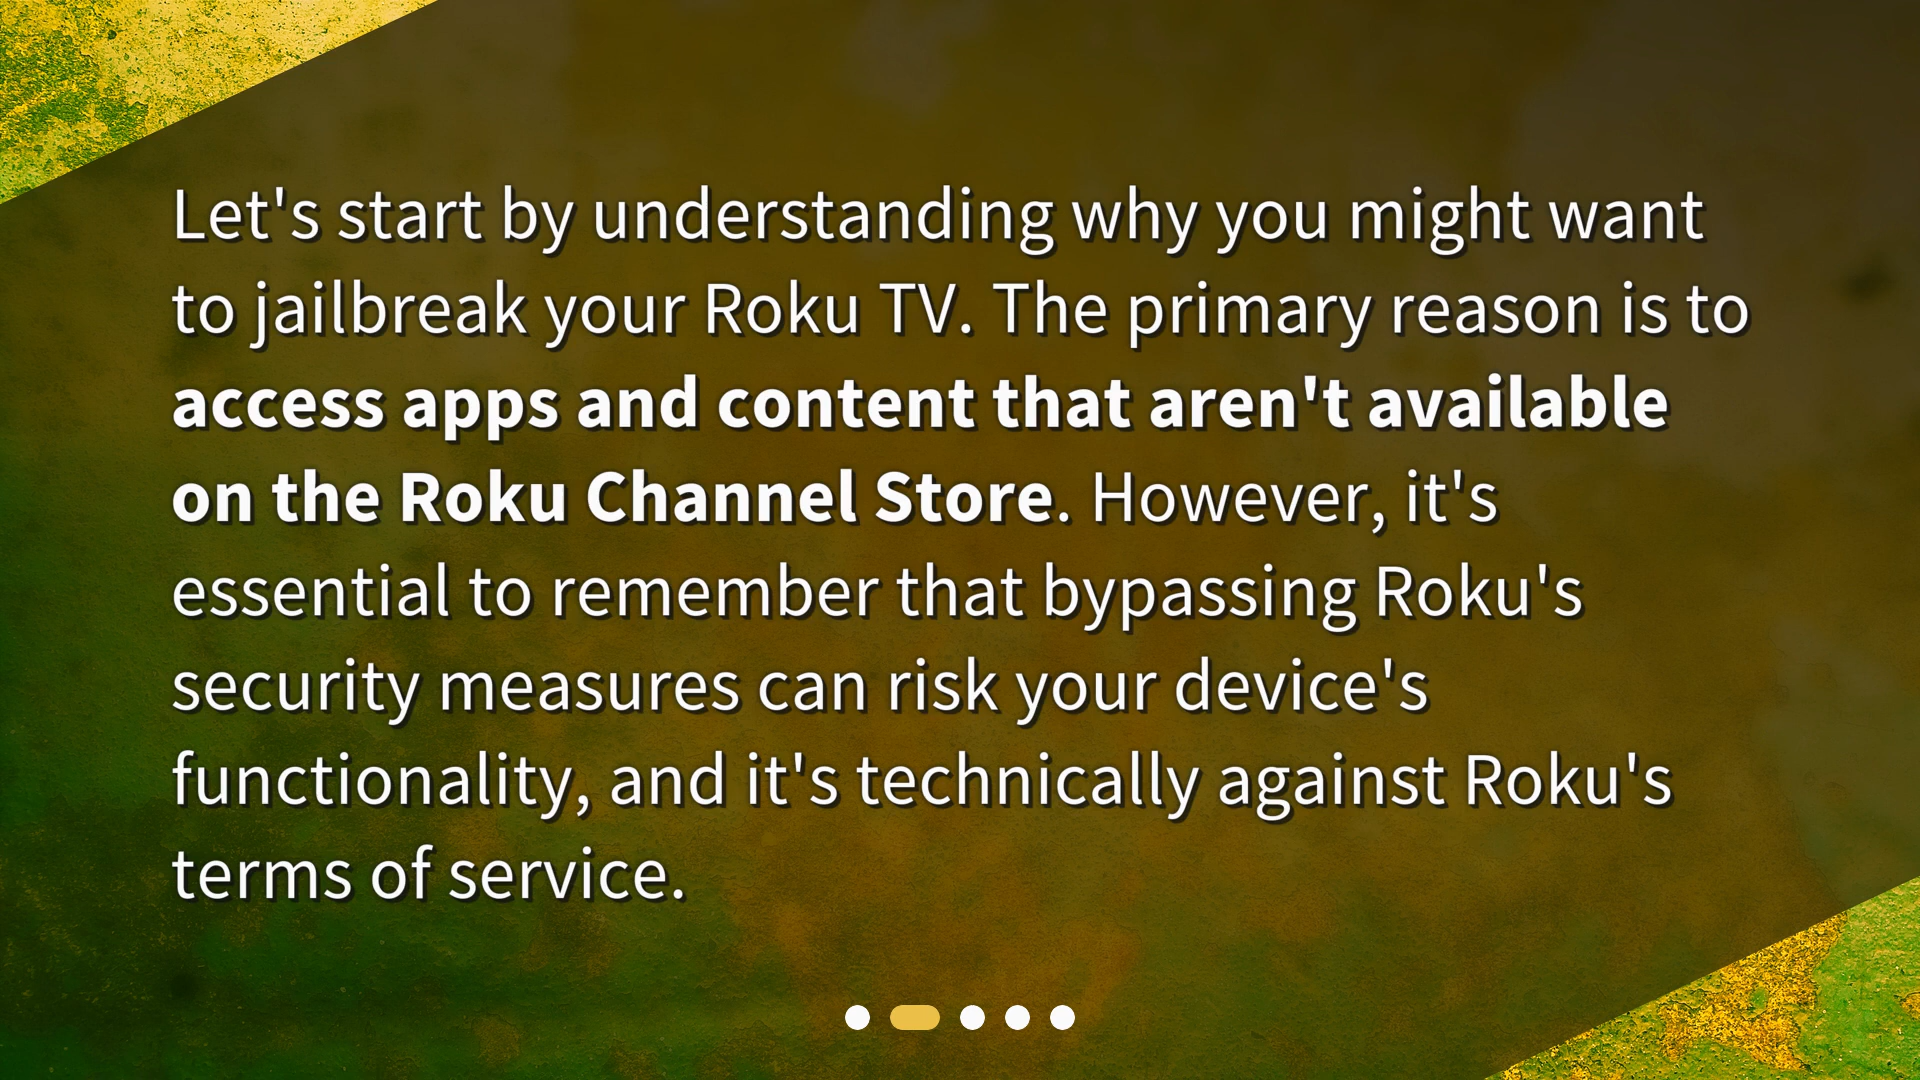 Let's start by understanding why you might want
to jailbreak your Roku TV. The primary reason is to
access apps and content that aren't available
on the Roku Channel Store. However, it's
essential to remember that bypassing Roku's
security measures can risk your device's
functionality, and it's technically against Roku's
terms of service.